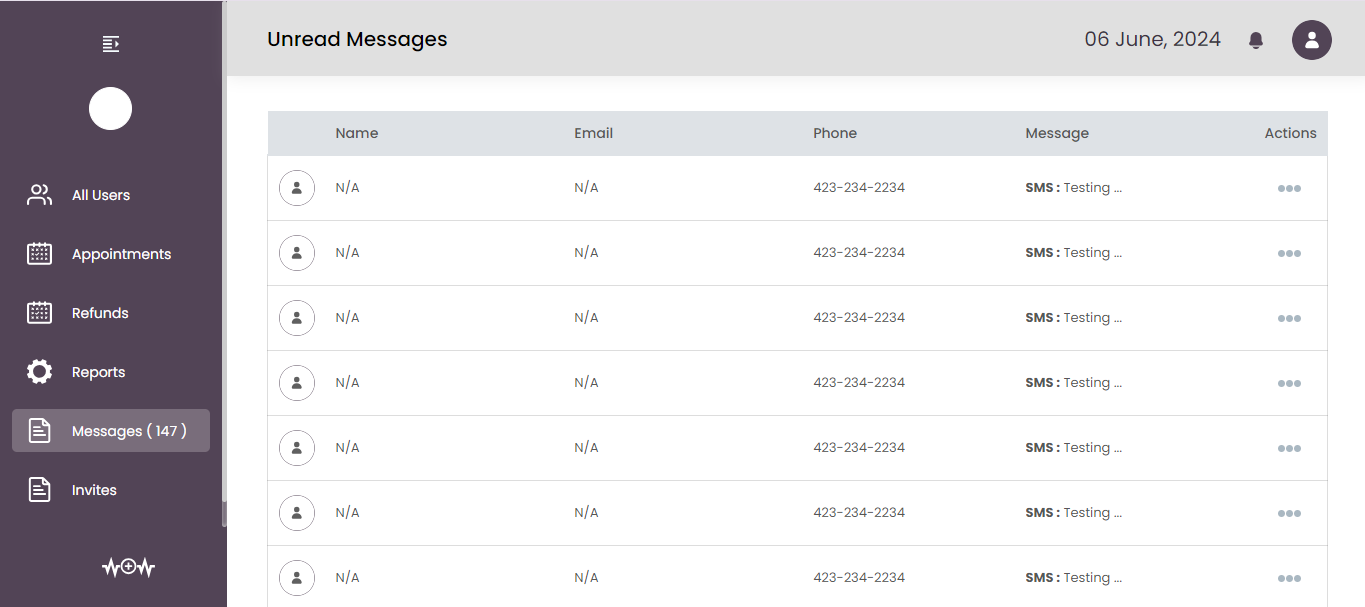 Unread Messages
06 June, 2024
All Users
Appointments
Refunds
Reports
Messages ( 147 )
Invites
Name Email Phone Message Actions
N/A N/A 423-234-2234 SMS : Testing ...
N/A N/A 423-234-2234 SMS : Testing ...
N/A N/A 423-234-2234 SMS : Testing ...
N/A N/A 423-234-2234 SMS : Testing ...
N/A N/A 423-234-2234 SMS : Testing ...
N/A N/A 423-234-2234 SMS : Testing ...
N/A N/A 423-234-2234 SMS : Testing ...